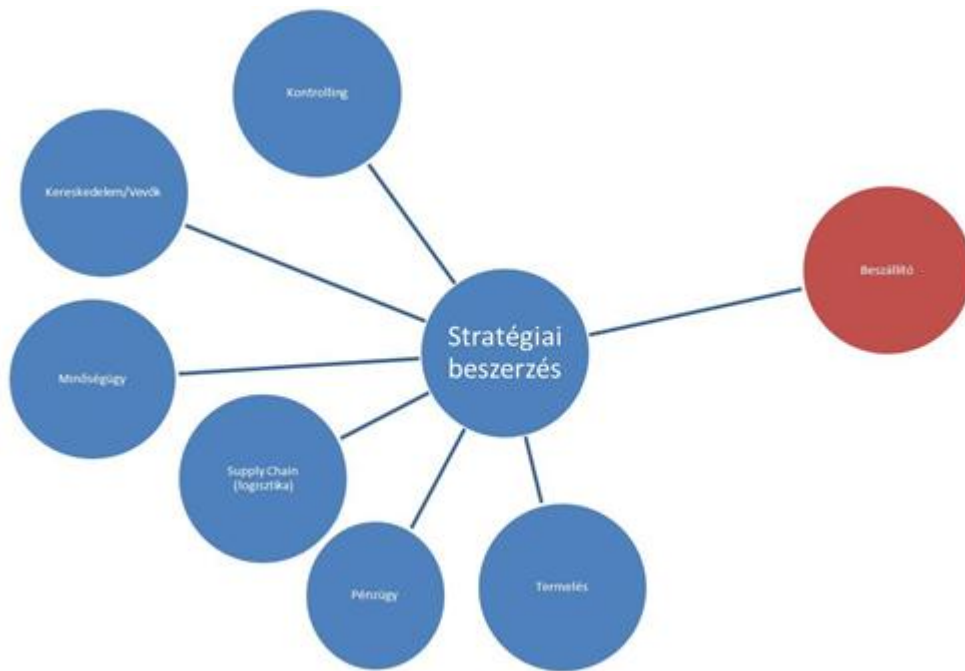 Kontrolling
Kereskedelem/Vevők
Beszállító
Stratégiai
beszerzés
Minőségügy
Supply Chain
(logisztika)
Pénzügy
Termelés